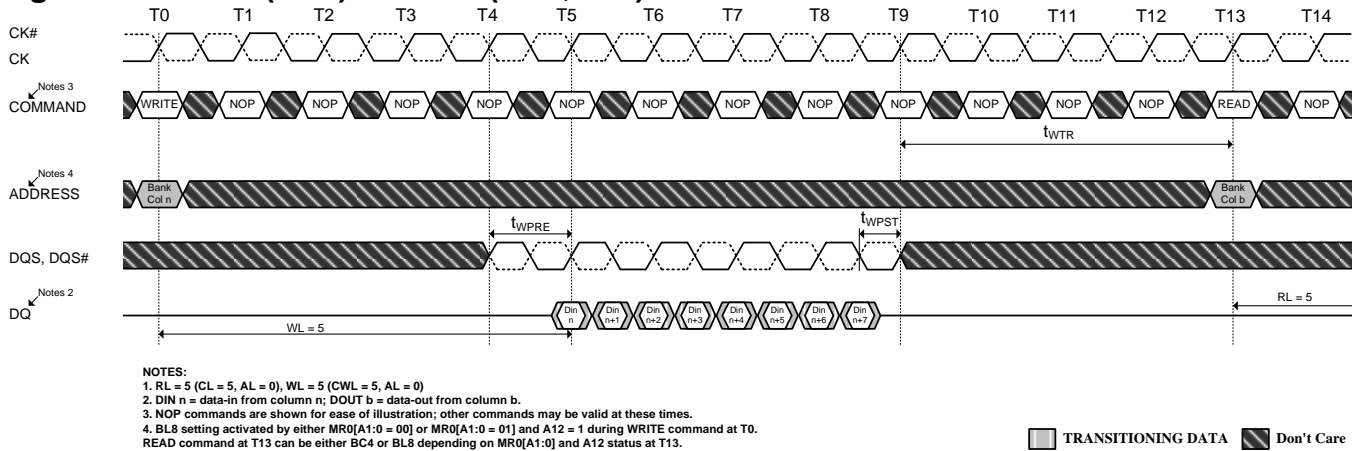 T0 T1 T2 T3 T4 T5 T6 T7 T8 T9 T10 T11 T12 T13 T14
CK#
CK
Notes 3
COMMAND
WRITE NOP NOP NOP NOP NOP NOP NOP NOP NOP NOP NOP NOP READ NOP
tWTR
Notes 4
ADDRESS
Bank Col n
Bank Col b
tWPRE
tWPST
DQS, DQS#
Notes 2
DQ
Din n
Din n+1
Din n+2
Din n+3
Din n+4
Din n+5
Din n+6
Din n+7
RL = 5
WL = 5
NOTES:
1. RL = 5 (CL = 5, AL = 0), WL = 5 (CWL = 5, AL = 0)
2. DIN n = data-in from column n; DOUT b = data-out from column b.
3. NOP commands are shown for ease of illustration; other commands may be valid at these times.
4. BL8 setting activated by either MR0[A1:0 = 00] or MR0[A1:0 = 01] and A12 = 1 during WRITE command at T0.
READ command at T13 can be either BC4 or BL8 depending on MR0[A1:0] and A12 status at T13.
TRANSITIONING DATA
Don't Care